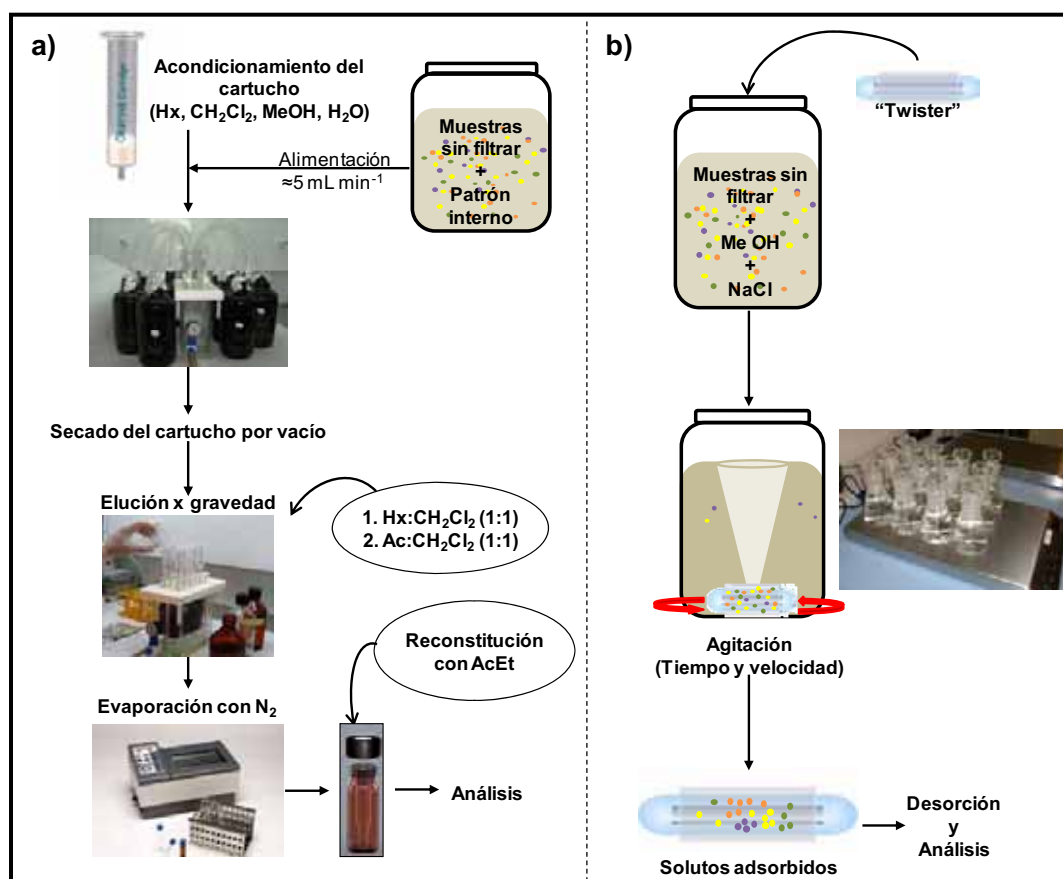 a)
Acondicionamiento del
cartucho
(Hx, CH₂Cl₂, MeOH, H₂O)
Alimentación
≈5 mL min⁻¹
Muestras
sin filtrar
+
Patrón
interno
Secado del cartucho por vacío
Elución x gravedad
1. Hx:CH₂Cl₂ (1:1)
2. Ac:CH₂Cl₂ (1:1)
Reconstitución
con AcEt
Evaporación con N₂
Análisis
b)
“Twister”
Muestras sin
filtrar
+
Me OH
+
NaCl
Agitación
(Tiempo y velocidad)
Solutos adsorbidos
Desorción
y
Análisis